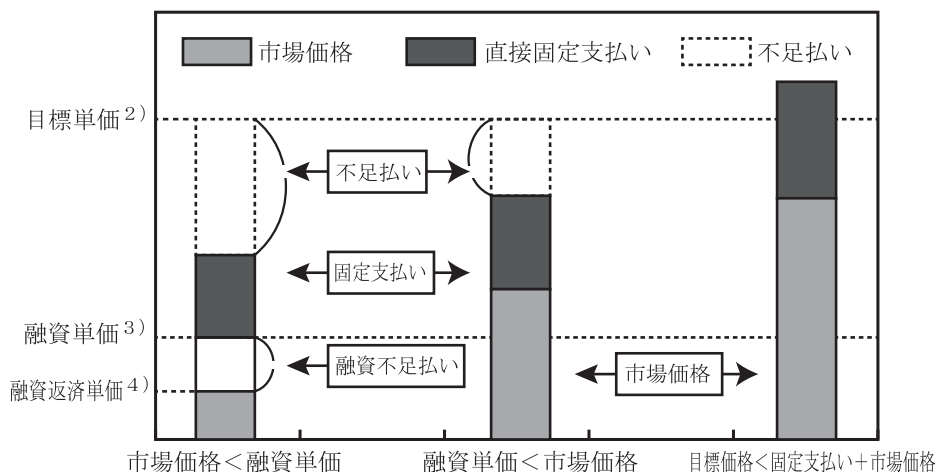 市場価格 直接固定支払い 不足払い
目標単価2)
不足払い
固定支払い
融資単価3)
融資不足払い
市場価格
融資返済単価4)
市場価格<融資単価 融資単価<市場価格 目標価格<固定支払い+市場価格